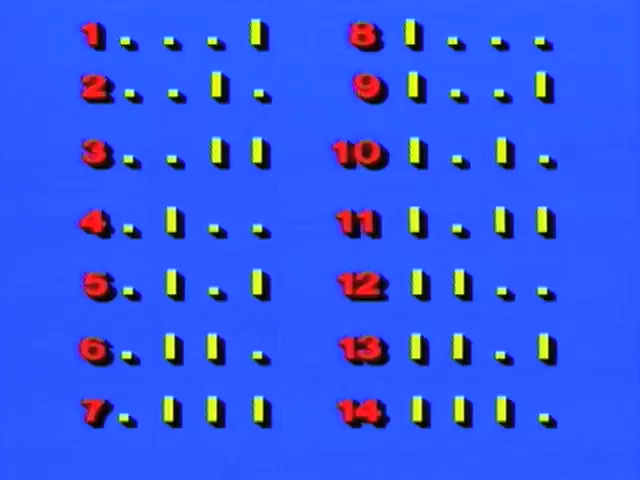 1 . . . I
2 . . I .
3 . . I I
4 . I . .
5 . I . I
6 . I I .
7 . I I I
8 I . . .
9 I . . I
10 I . I .
11 I . I I
12 I I . .
13 I I . I
14 I I I .